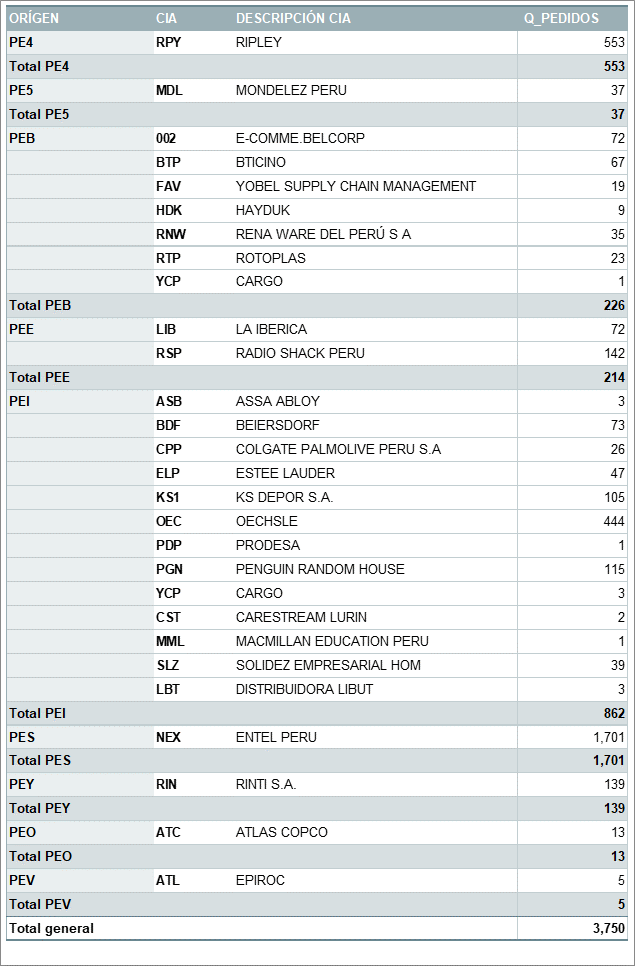 ORÍGEN CIA DESCRIPCIÓN CIA Q_PEDIDOS
PE4 RPY RIPLEY 553
Total PE4 553
PE5 MDL MONDELEZ PERU 37
Total PE5 37
PEB 002 E-COMME.BELCORP 72
BTP BTICINO 67
FAV YOBEL SUPPLY CHAIN MANAGEMENT 19
HDK HAYDUK 9
RNW RENA WARE DEL PERÚ S A 35
RTP ROTOPLAS 23
YCP CARGO 1
Total PEB 226
PEE LIB LA IBERICA 72
RSP RADIO SHACK PERU 142
Total PEE 214
PEI ASB ASSA ABLOY 3
BDF BEIERSDORF 73
CPP COLGATE PALMOLIVE PERU S.A 26
ELP ESTEE LAUDER 47
KS1 KS DEPOR S.A. 105
OEC OECHSLE 444
PDP PRODESA 1
PGN PENGUIN RANDOM HOUSE 115
YCP CARGO 3
CST CARESTREAM LURIN 2
MML MACMILLAN EDUCATION PERU 1
SLZ SOLIDEZ EMPRESARIAL HOM 39
LBT DISTRIBUIDORA LIBUT 3
Total PEI 862
PES NEX ENTEL PERU 1,701
Total PES 1,701
PEY RIN RINTI S.A. 139
Total PEY 139
PEO ATC ATLAS COPCO 13
Total PEO 13
PEV ATL EPIROC 5
Total PEV 5
Total general 3,750